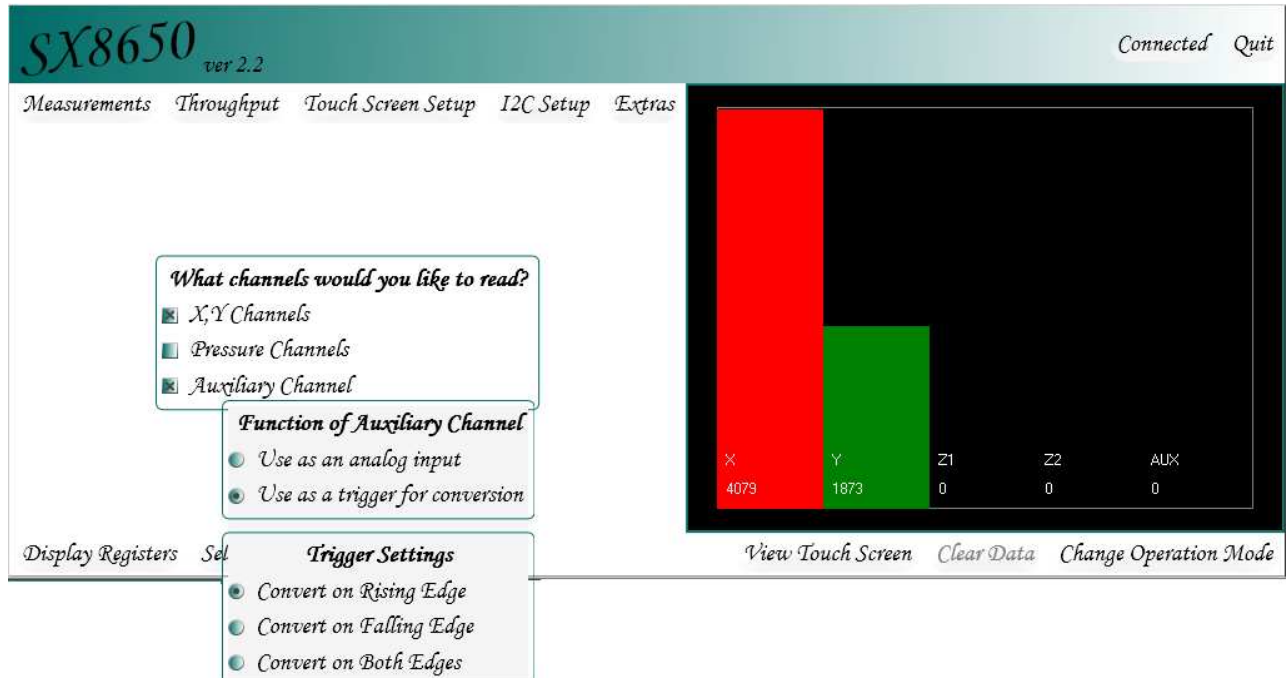 SX8650 ver 2.2
Connected Quit
Measurements Throughput Touch Screen Setup I2C Setup Extras
What channels would you like to read?
X,Y Channels
Pressure Channels
Auxiliary Channel
Function of Auxiliary Channel
Use as an analog input
Use as a trigger for conversion
Trigger Settings
Convert on Rising Edge
Convert on Falling Edge
Convert on Both Edges
X Y Z1 Z2 AUX
4079 1873 0 0 0
Display Registers Sel
View Touch Screen Clear Data Change Operation Mode